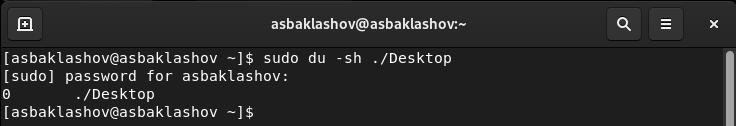 asbaklashov@asbaklashov:~
[asbaklashov@asbaklashov ~]$ sudo du -sh ./Desktop
[sudo] password for asbaklashov:
0       ./Desktop
[asbaklashov@asbaklashov ~]$